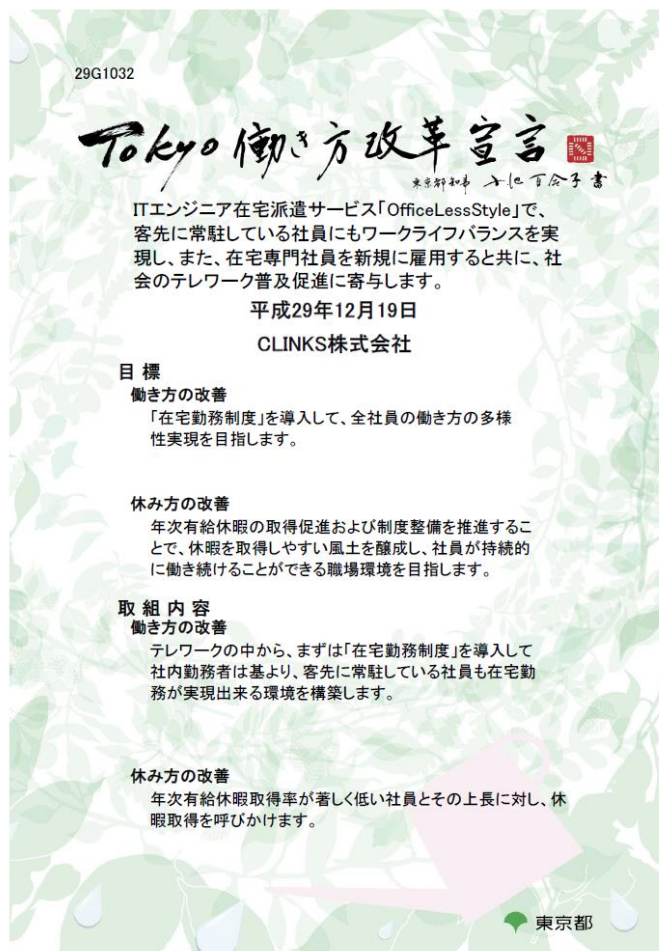 29G1032
Tokyo 働き方改革宣言
東京都知事 小池百合子 書
ITエンジニア在宅派遣サービス「OfficeLessStyle」で、
客先に常駐している社員にもワークライフバランスを実
現し、また、在宅専門社員を新規に雇用すると共に、社
会のテレワーク普及促進に寄与します。
平成29年12月19日
CLINKS株式会社
目 標
働き方の改善
「在宅勤務制度」を導入して、全社員の働き方の多様
性実現を目指します。
休み方の改善
年次有給休暇の取得促進および制度整備を推進するこ
とで、休暇を取得しやすい風土を醸成し、社員が持続的
に働き続けることができる職場環境を目指します。
取 組 内 容
働き方の改善
テレワークの中から、まずは「在宅勤務制度」を導入して
社内勤務者は基より、客先に常駐している社員も在宅勤
務が実現出来る環境を構築します。
休み方の改善
年次有給休暇取得率が著しく低い社員とその上長に対し、休
暇取得を呼びかけます。
東京都